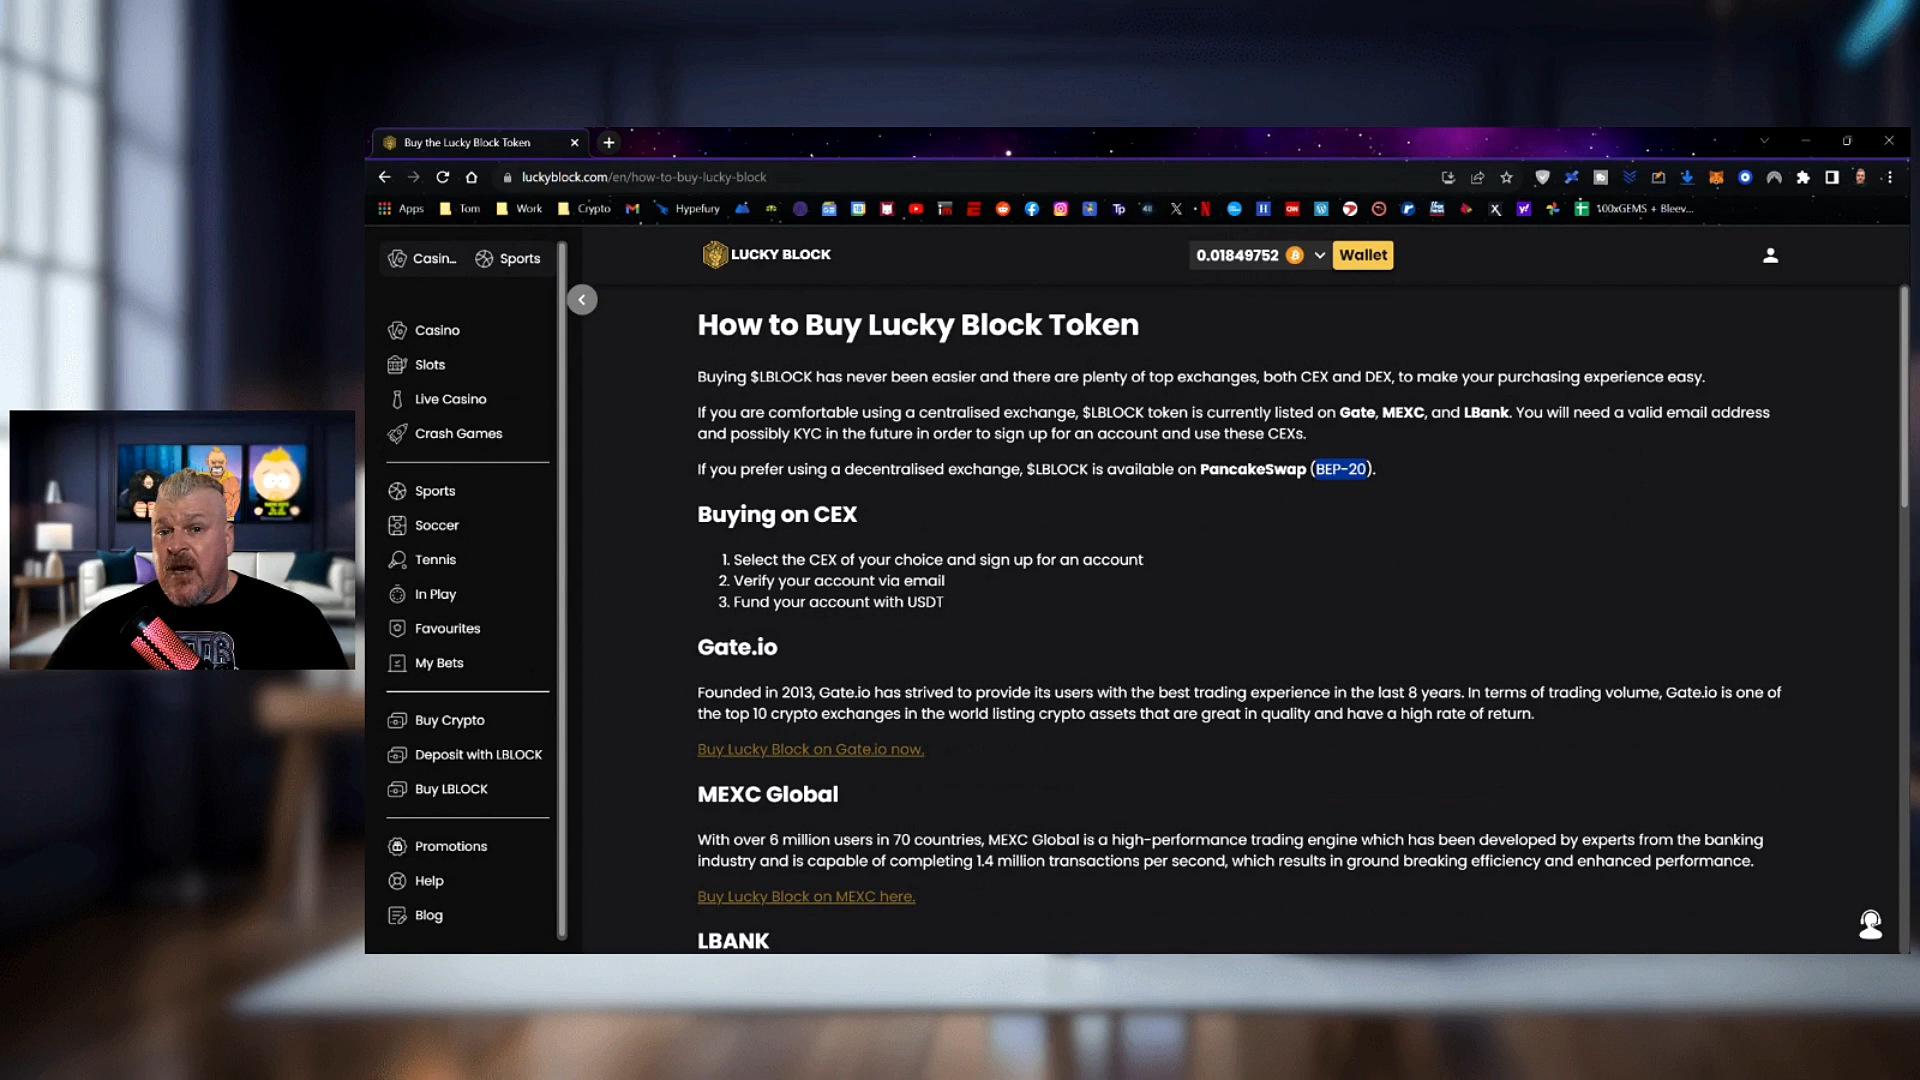 Buy the Lucky Block Token
luckyblock.com/en/how-to-buy-lucky-block
Apps Tom Work Crypto Hypefury 100xGEMS + Bleev...
Casin... Sports
LUCKY BLOCK
0.01849752 Wallet
Casino
Slots
Live Casino
Crash Games
Sports
Soccer
Tennis
In Play
Favourites
My Bets
Buy Crypto
Deposit with LBLOCK
Buy LBLOCK
Promotions
Help
Blog
How to Buy Lucky Block Token
Buying $LBLOCK has never been easier and there are plenty of top exchanges, both CEX and DEX, to make your purchasing experience easy.
If you are comfortable using a centralised exchange, $LBLOCK token is currently listed on Gate, MEXC, and LBank. You will need a valid email address
and possibly KYC in the future in order to sign up for an account and use these CEXs.
If you prefer using a decentralised exchange, $LBLOCK is available on PancakeSwap (BEP-20).
Buying on CEX
1. Select the CEX of your choice and sign up for an account
2. Verify your account via email
3. Fund your account with USDT
Gate.io
Founded in 2013, Gate.io has strived to provide its users with the best trading experience in the last 8 years. In terms of trading volume, Gate.io is one of
the top 10 crypto exchanges in the world listing crypto assets that are great in quality and have a high rate of return.
Buy Lucky Block on Gate.io now.
MEXC Global
With over 6 million users in 70 countries, MEXC Global is a high-performance trading engine which has been developed by experts from the banking
industry and is capable of completing 1.4 million transactions per second, which results in ground breaking efficiency and enhanced performance.
Buy Lucky Block on MEXC here.
LBANK